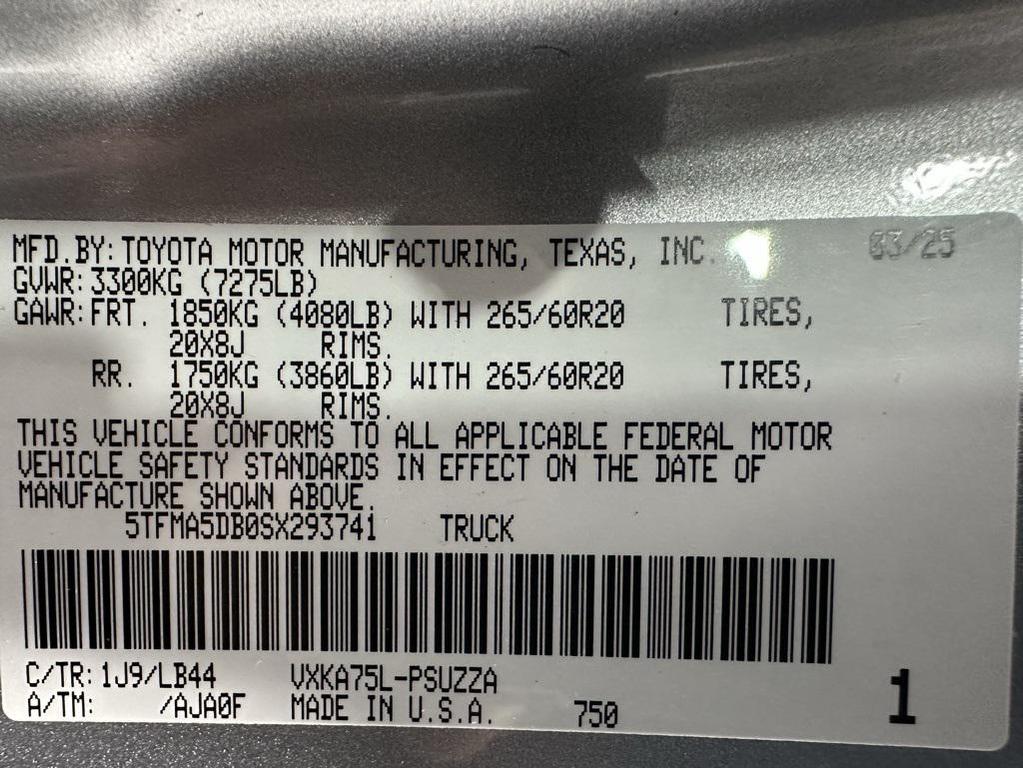 MFD.BY: TOYOTA MOTOR MANUFACTURING, TEXAS, INC. 03/25
GVWR: 3300KG (7275LB)
GAWR: FRT. 1850KG (4080LB) WITH 265/60R20 TIRES,
20X8J RIMS.
RR. 1750KG (3860LB) WITH 265/60R20 TIRES,
20X8J RIMS.
THIS VEHICLE CONFORMS TO ALL APPLICABLE FEDERAL MOTOR
VEHICLE SAFETY STANDARDS IN EFFECT ON THE DATE OF
MANUFACTURE SHOWN ABOVE.
5TFMA5DB0SX293741 TRUCK
C/TR: 1J9/LB44 VXKA75L-PSUZZA
A/TM: /AJA0F MADE IN U.S.A. 750 1